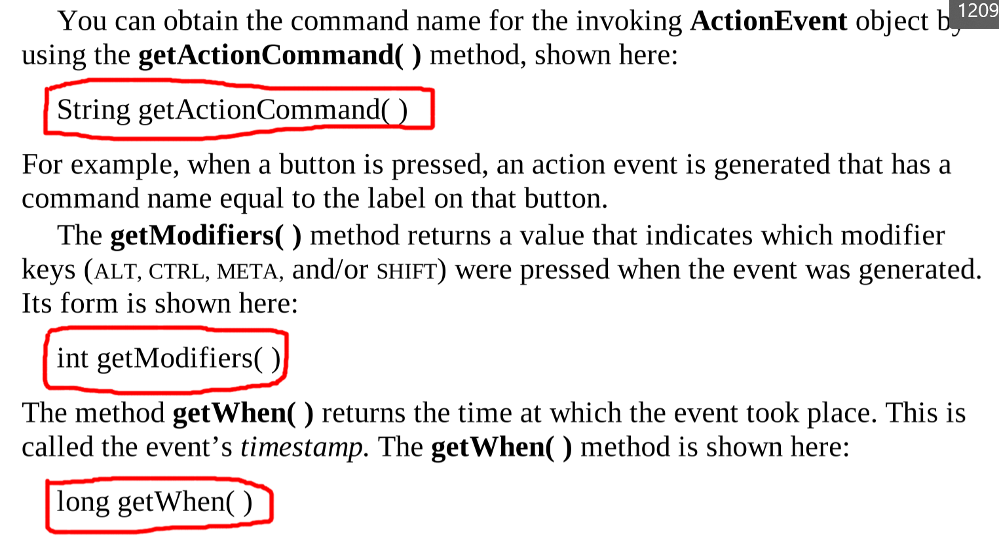 You can obtain the command name for the invoking ActionEvent object by
1209
using the getActionCommand( ) method, shown here:
String getActionCommand( )
For example, when a button is pressed, an action event is generated that has a
command name equal to the label on that button.
The getModifiers( ) method returns a value that indicates which modifier
keys (ALT, CTRL, META, and/or SHIFT) were pressed when the event was generated.
Its form is shown here:
int getModifiers( )
The method getWhen( ) returns the time at which the event took place. This is
called the event’s timestamp. The getWhen( ) method is shown here:
long getWhen( )